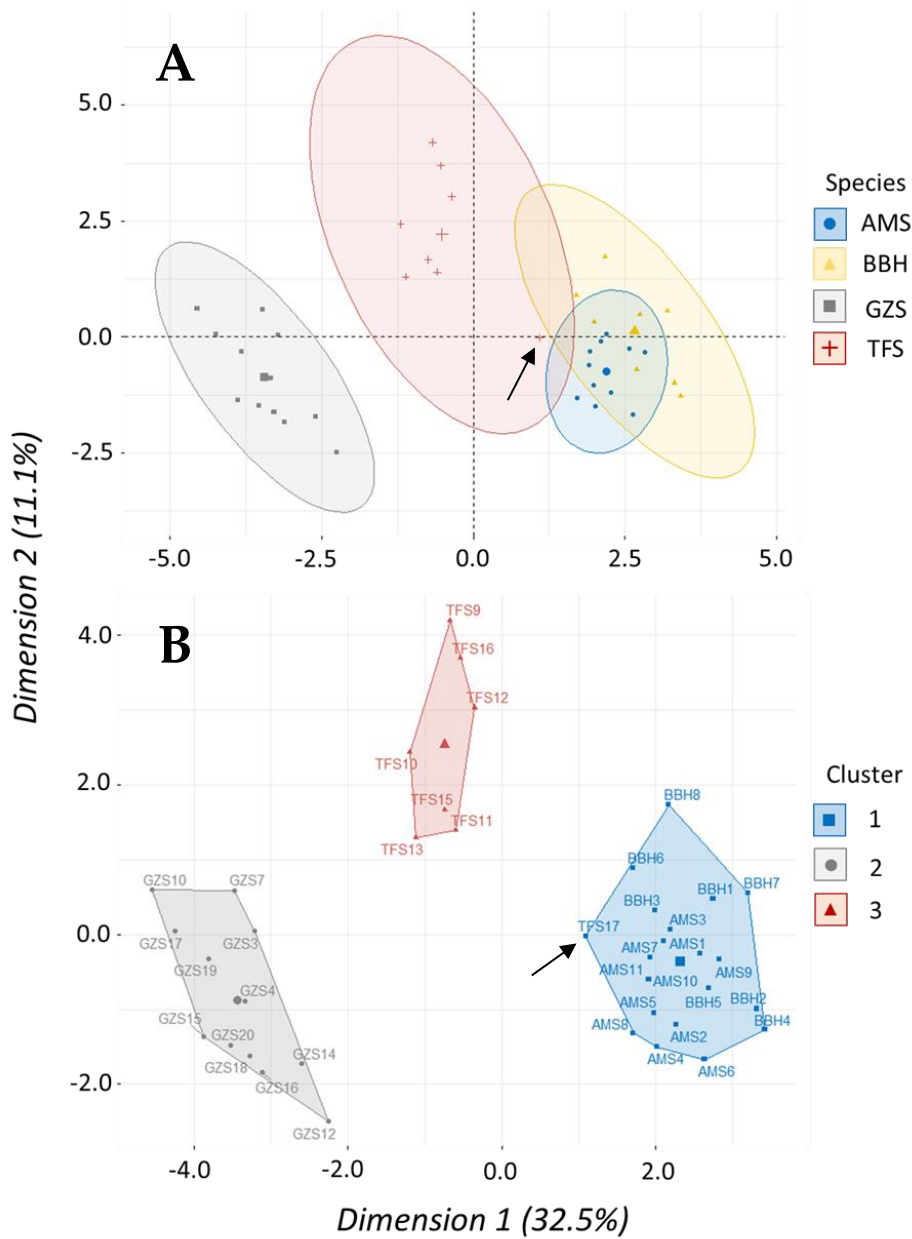 A
5.0
2.5
0.0
-2.5
-5.0
-2.5
0.0
2.5
5.0
Species
AMS
BBH
GZS
TFS
Dimension 2 (11.1%)
B
4.0
2.0
0.0
-2.0
-4.0
-2.0
0.0
2.0
TFS9
TFS16
TFS12
TFS10
TFS15
TFS11
TFS13
GZS10
GZS7
GZS17
GZS3
GZS19
GZS4
GZS15
GZS20
GZS18
GZS14
GZS16
GZS12
BBH8
BBH6
BBH1
BBH7
BBH3
TFS17
AMS3
AMS7
AMS1
AMS11
AMS10
AMS9
AMS5
BBH5
BBH2
AMS8
AMS2
BBH4
AMS4
AMS6
Cluster
1
2
3
Dimension 1 (32.5%)